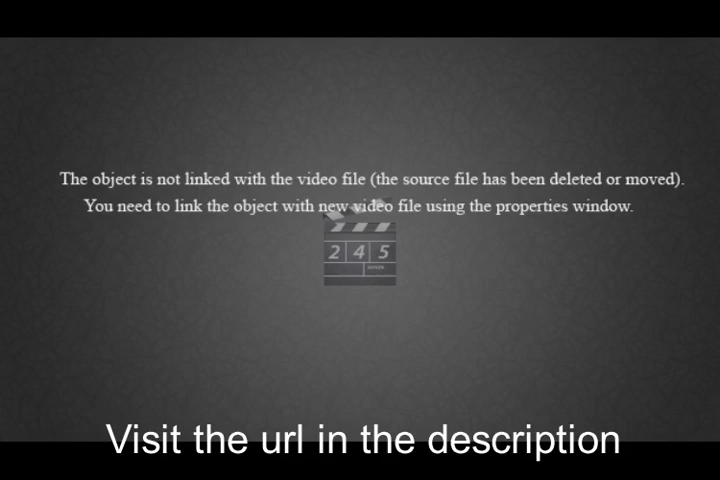 The object is not linked with the video file (the source file has been deleted or moved).
You need to link the object with new video file using the properties window.
2 4 5
Visit the url in the description